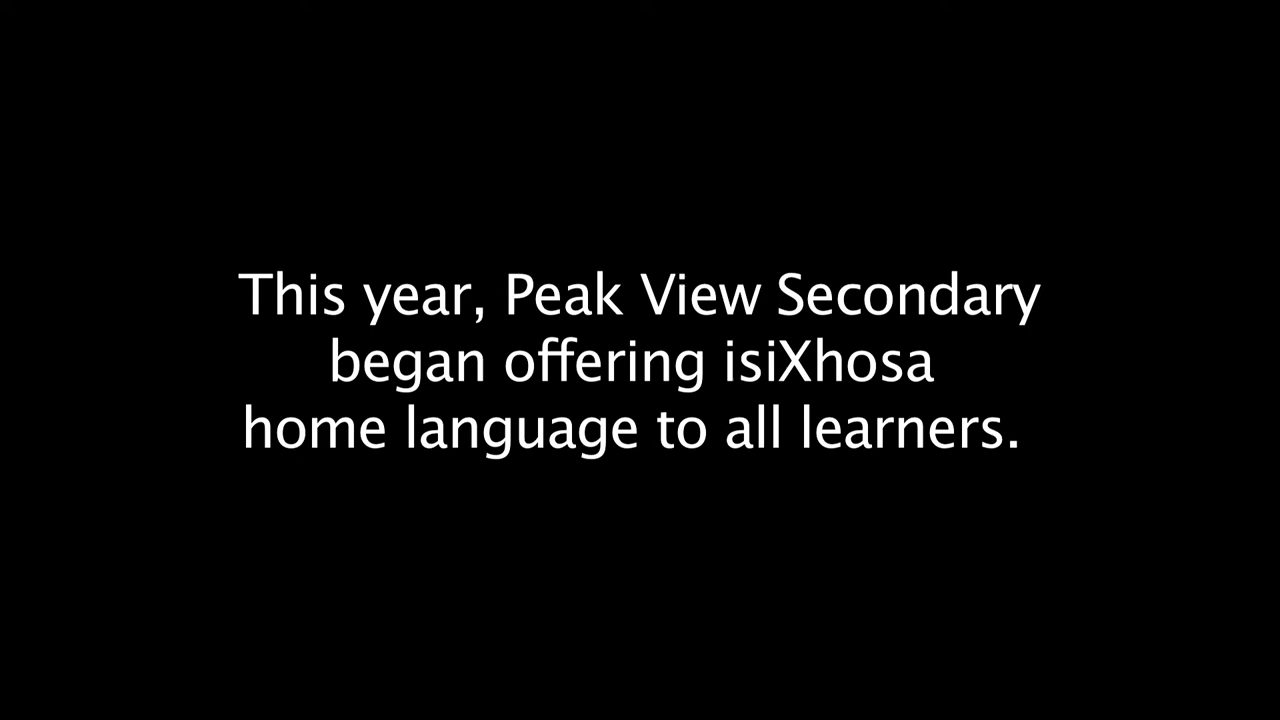 This year, Peak View Secondary
began offering isiXhosa
home language to all learners.